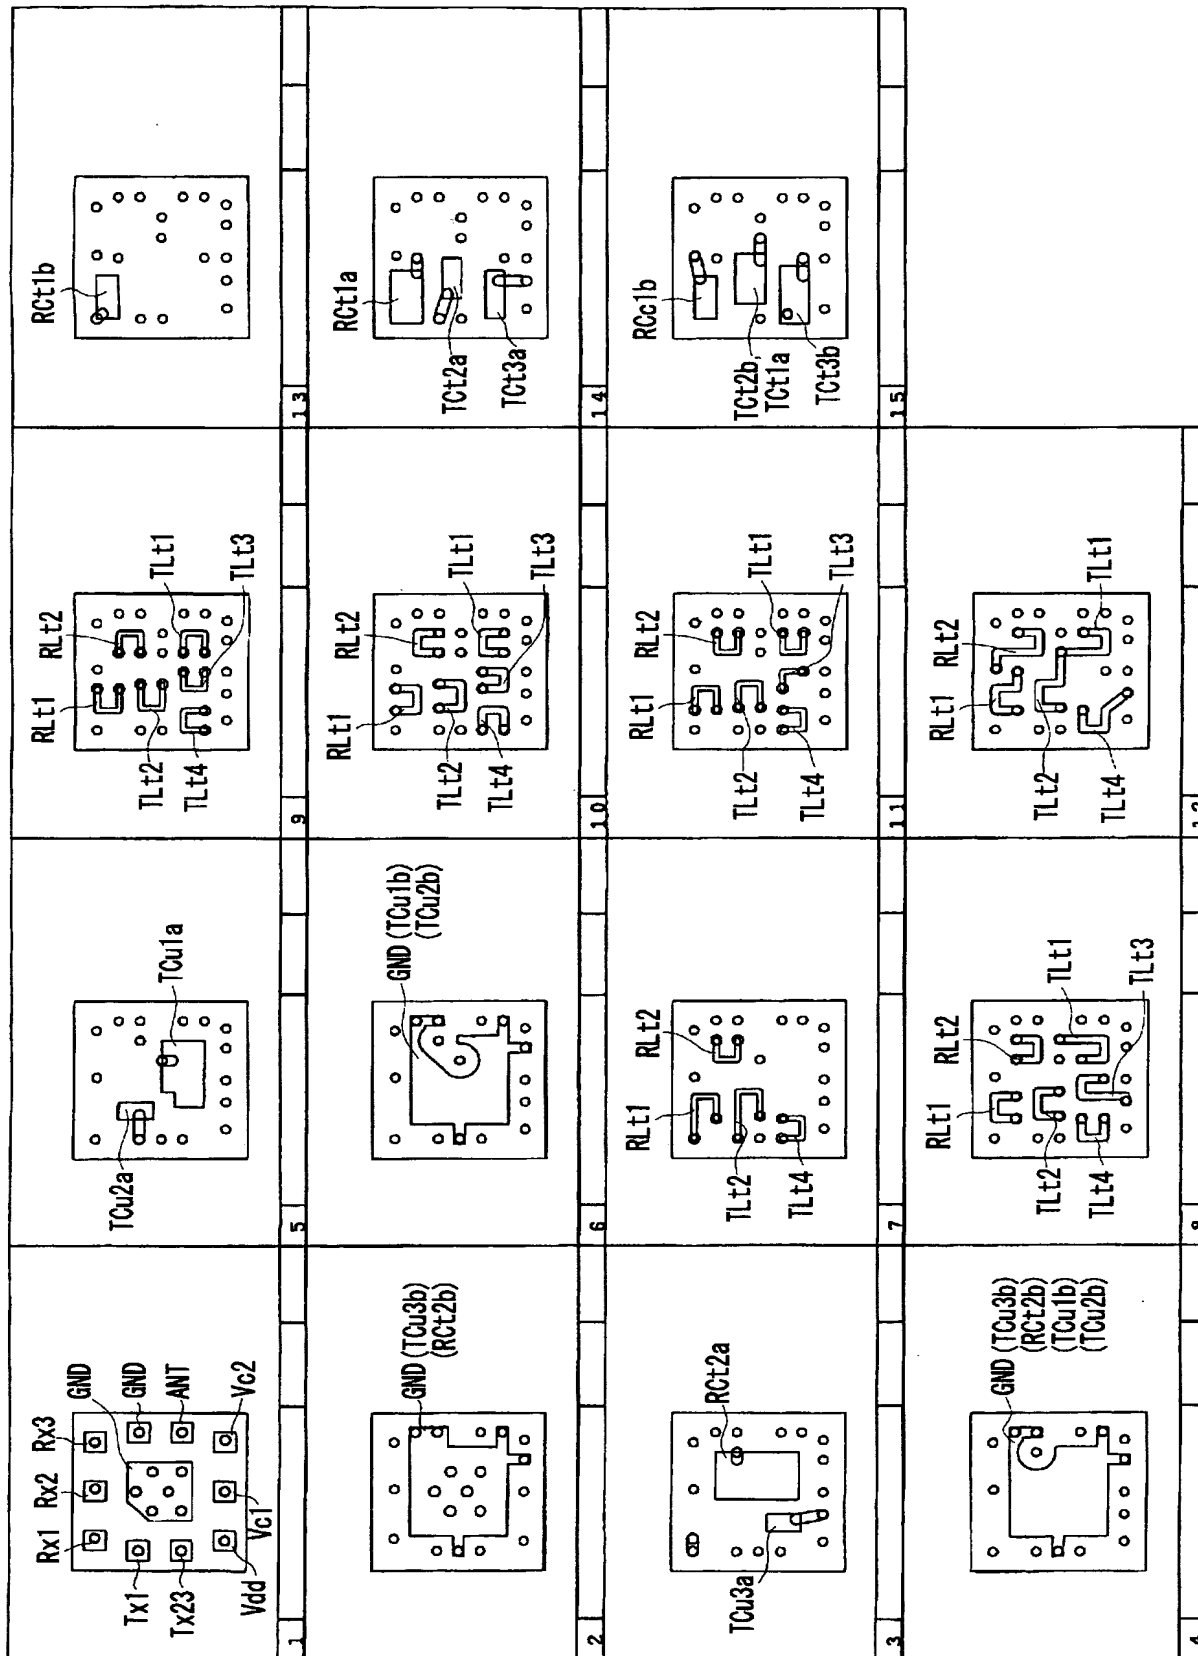 Rx1 Rx2 Rx3
GND
Tx1 GND
Tx23 ANT
Vdd Vc1 Vc2
1
GND (TCu3b)
(RCt2b)
2
RCt2a
TCu3a
3
GND (TCu3b)
(RCt2b)
(TCu1b)
(TCu2b)
4
TCu2a
TCu1a
5
GND (TCu1b)
(TCu2b)
6
RLt1 RLt2
TLt2
TLt4
7
RLt1 RLt2
TLt2 TLt1
TLt4 TLt3
8
RLt1 RLt2
TLt2 TLt1
TLt4 TLt3
9
RLt1 RLt2
TLt2 TLt1
TLt4 TLt3
10
RLt1 RLt2
TLt2 TLt1
TLt4 TLt3
11
RLt1 RLt2
TLt2 TLt1
TLt4
12
RCt1b
13
RCt1a
TCt2a
TCt3a
14
RCc1b
TCt2b,
TCt1a
TCt3b
15